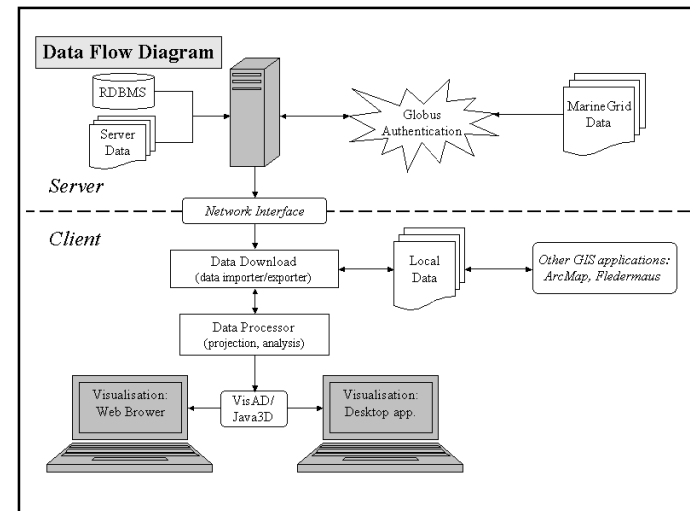 Data Flow Diagram
RDBMS
Server
Data
Globus
Authentication
MarineGrid
Data
Server
Network Interface
Client
Data Download
(data importer/exporter)
Local
Data
Other GIS applications:
ArcMap, Fledermaus
Data Processor
(projection, analysis)
Visualisation:
Web Brower
VisAD/
Java3D
Visualisation:
Desktop app.